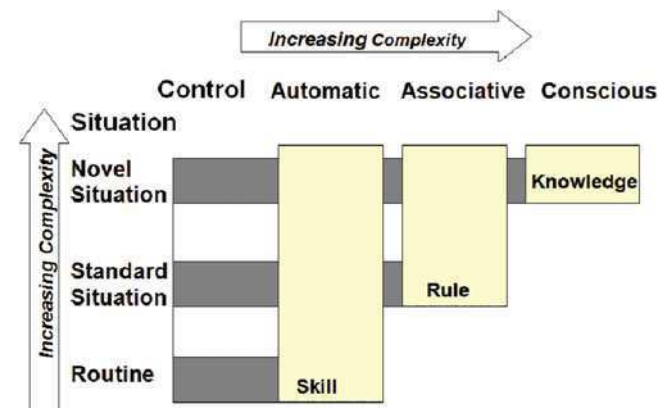 Increasing Complexity
Control Automatic Associative Conscious
Situation
Increasing Complexity
Novel
Situation
Knowledge
Standard
Situation
Rule
Routine
Skill